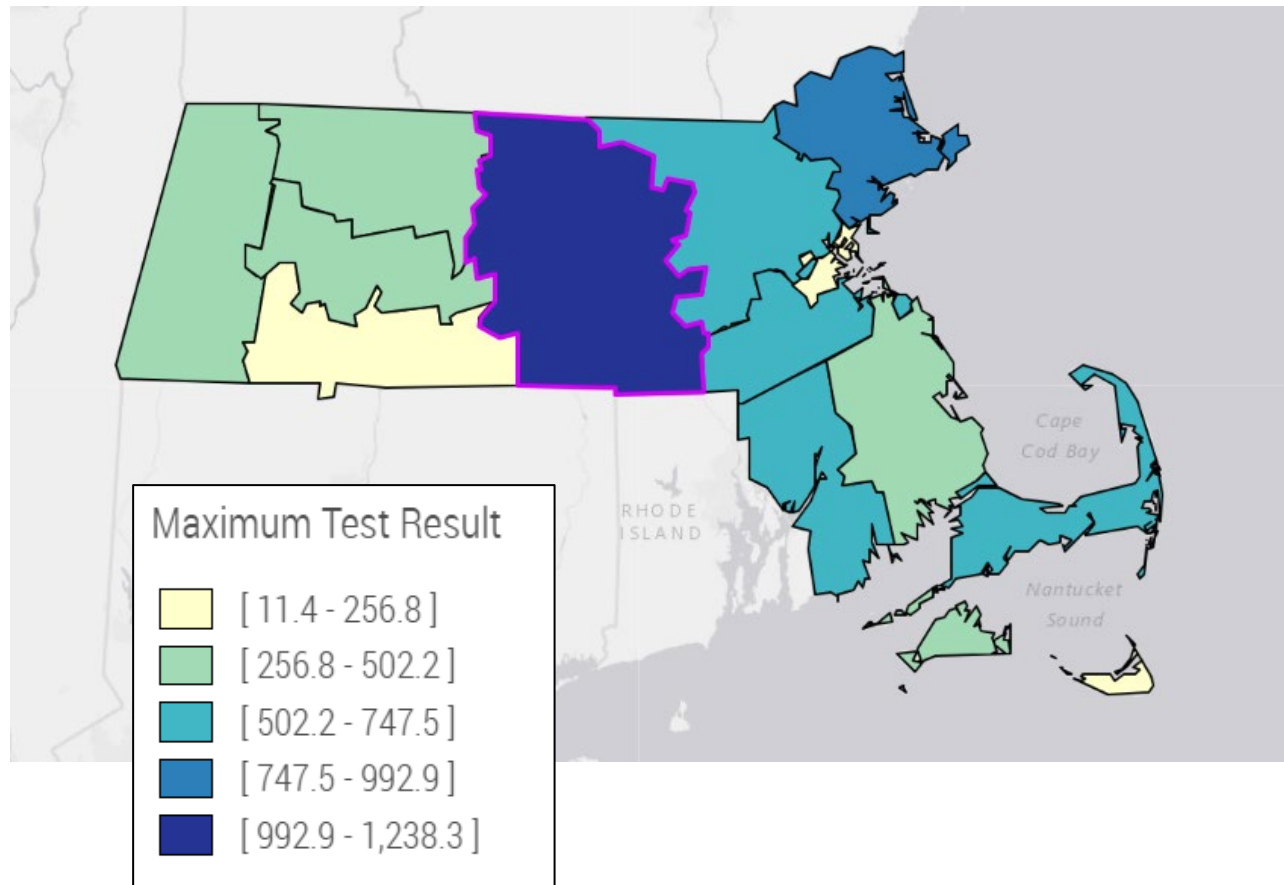 Cape
Cod Bay
RHODE
ISLAND
Nantucket
Sound
Maximum Test Result
[ 11.4 - 256.8 ]
[ 256.8 - 502.2 ]
[ 502.2 - 747.5 ]
[ 747.5 - 992.9 ]
[ 992.9 - 1,238.3 ]